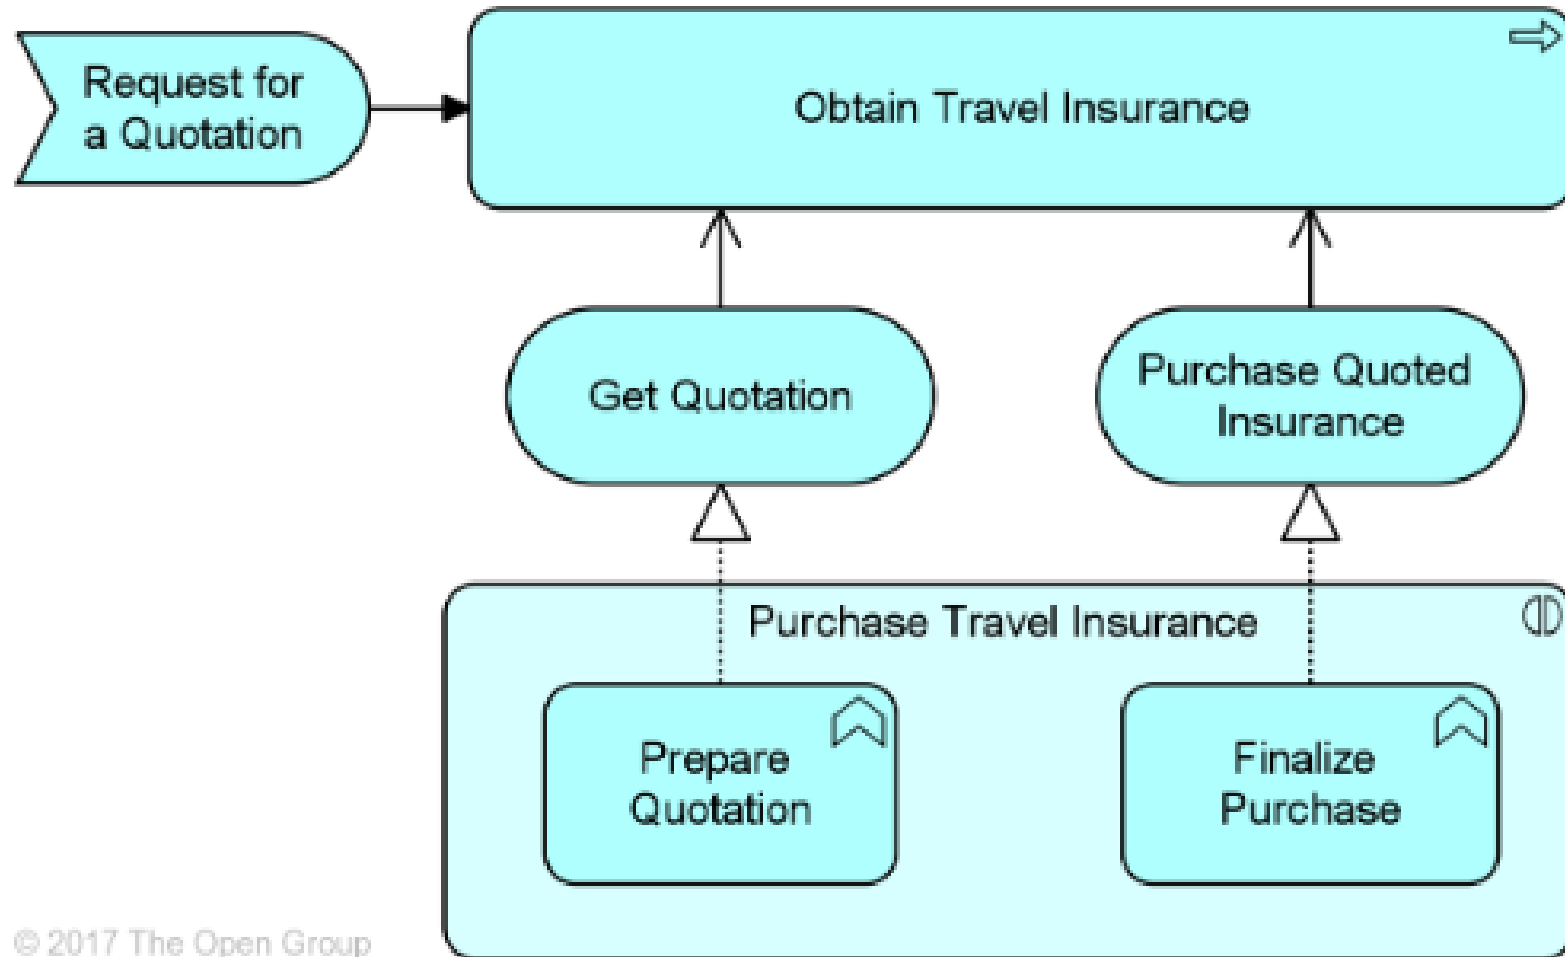 Request for
a Quotation
Obtain Travel Insurance
Get Quotation
Purchase Quoted
Insurance
Purchase Travel Insurance
Prepare
Quotation
Finalize
Purchase
© 2017 The Open Group